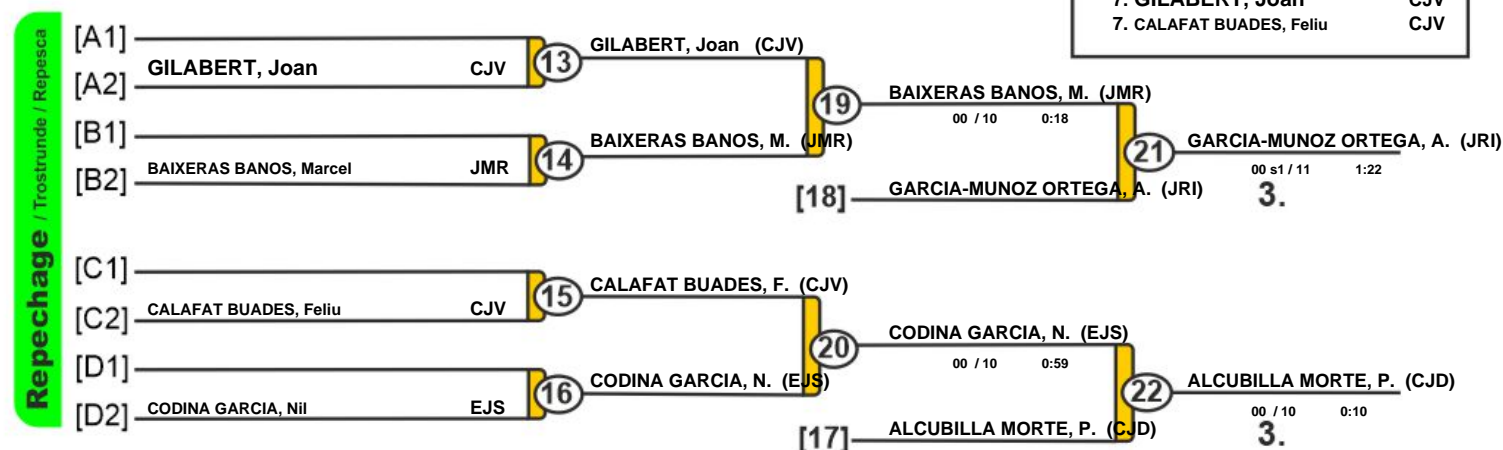 7. GILABERT, Joan CJV
7. CALAFAT BUADES, Feliu CJV
Repechage / Trostrunde / Repesca
[A1]
GILABERT, Joan CJV
[A2]
13
GILABERT, Joan (CJV)
[B1]
BAIXERAS BANOS, Marcel JMR
[B2]
14
BAIXERAS BANOS, M. (JMR)
19
BAIXERAS BANOS, M. (JMR)
00 / 10 0:18
[18]
GARCIA-MUNOZ ORTEGA, A. (JRI)
21
GARCIA-MUNOZ ORTEGA, A. (JRI)
00 s1 / 11 1:22
3.
[C1]
CALAFAT BUADES, Feliu CJV
[C2]
15
CALAFAT BUADES, F. (CJV)
[D1]
CODINA GARCIA, Nil EJS
[D2]
16
CODINA GARCIA, N. (EJS)
20
CODINA GARCIA, N. (EJS)
00 / 10 0:59
[17]
ALCUBILLA MORTE, P. (CJD)
22
ALCUBILLA MORTE, P. (CJD)
00 / 10 0:10
3.